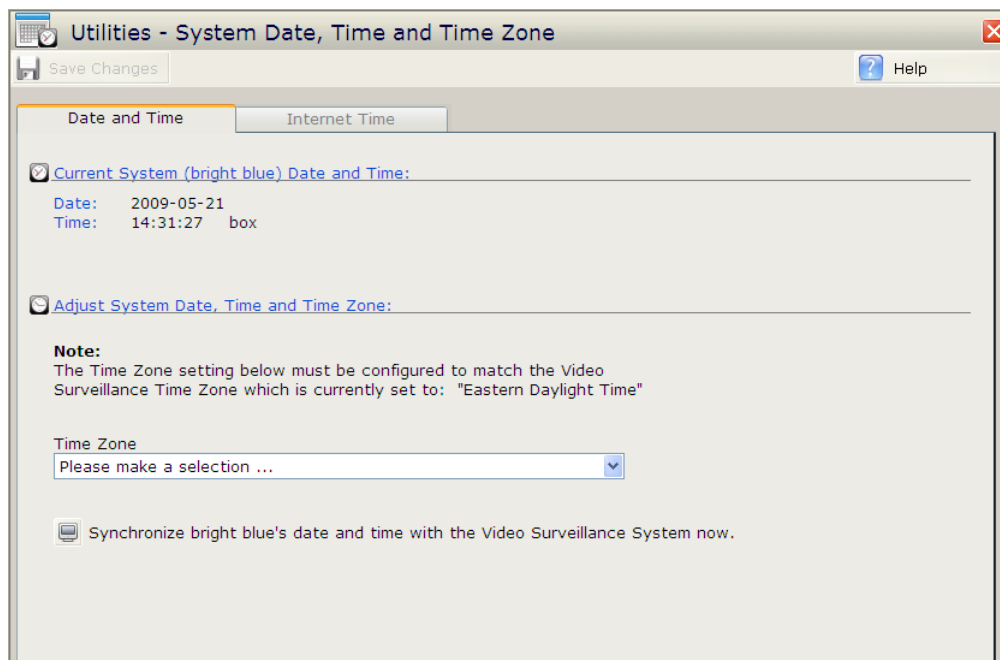 Utilities - System Date, Time and Time Zone
Save Changes
Help
Date and Time
Internet Time
Current System (bright blue) Date and Time:
Date: 2009-05-21
Time: 14:31:27 box
Adjust System Date, Time and Time Zone:
Note:
The Time Zone setting below must be configured to match the Video
Surveillance Time Zone which is currently set to: "Eastern Daylight Time"
Time Zone
Please make a selection ...
Synchronize bright blue's date and time with the Video Surveillance System now.